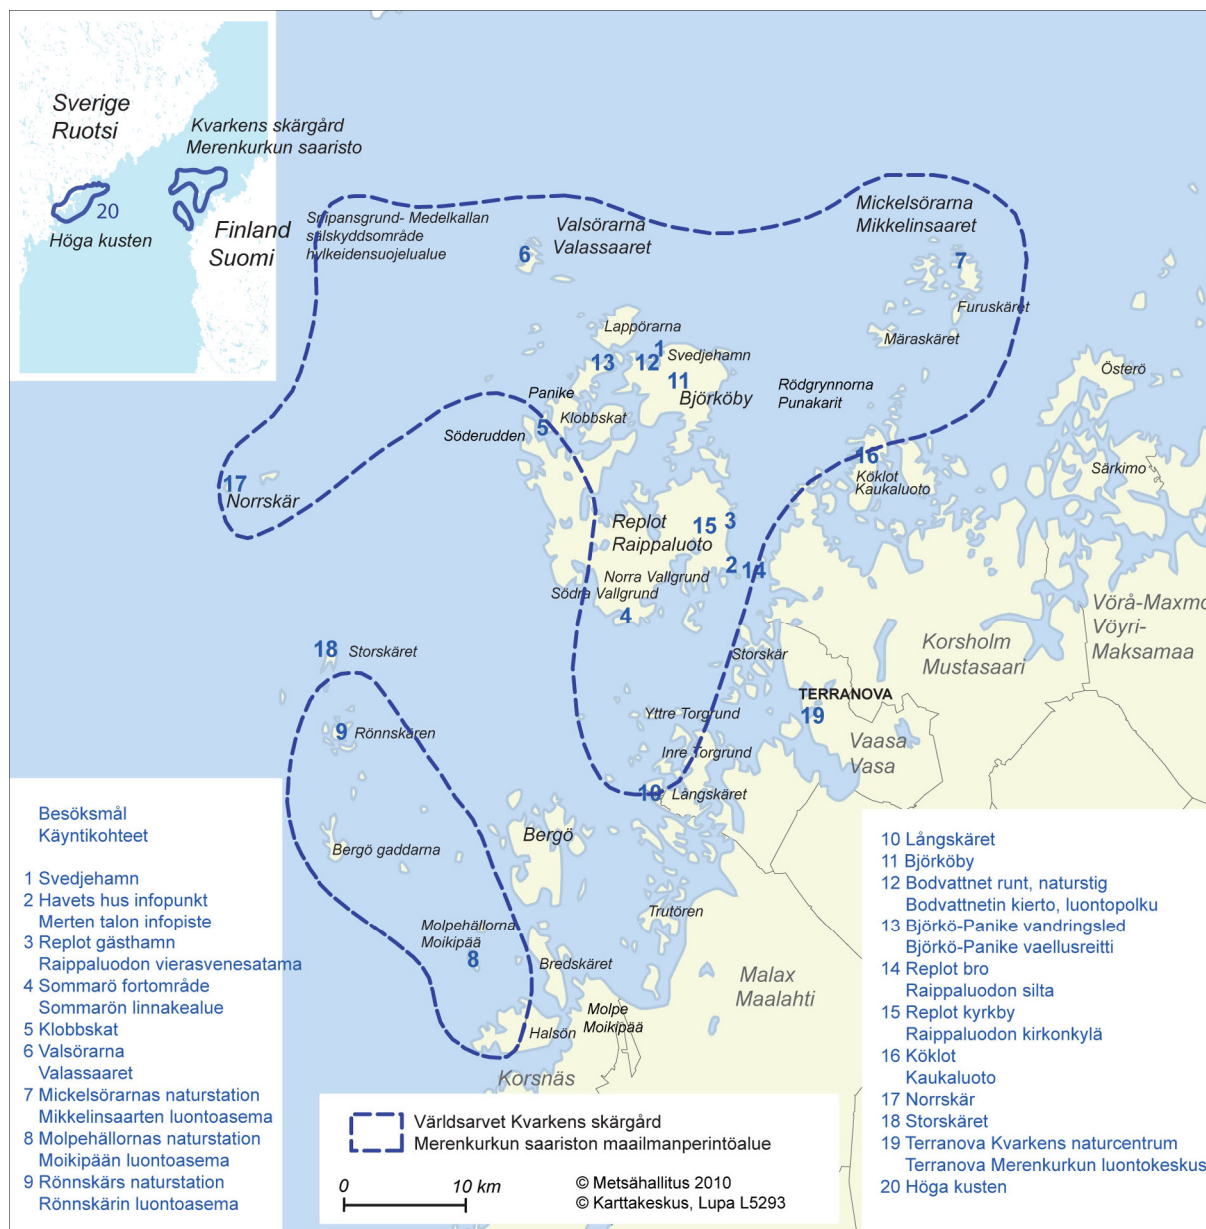 Sverige
Ruotsi
Kvarkens skärgård
Merenkurkun saaristo
20
Höga kusten
Finland
Suomi
Mickelsörarna
Mikkelinsaaret
Snipansgrund- Medelkallan
sälskyddsområde
hylkeidensuojelualue
Valsörarna
Valassaaret
6
7
Furuskäret
Lappörarna
Märaskäret
1
Svedjehamn
13
12
11
Björköby
Österö
Panike
Klobbskat
Rödgrynnorna
Punakarit
5
Söderudden
16
Köklot
Kaukaluoto
Särkimo
17
Norrskär
Replot
Raippaluoto
15
3
2
14
Norra Vallgrund
Södra Vallgrund
4
Vörå-Maxmo
Vöyri-
Maksamaa
Korsholm
Mustasaari
18
Storskäret
Storskär
TERRANOVA
19
9
Rönnskären
Yttre Torgrund
Vaasa
Vasa
Inre Torgrund
10
Långskäret
Bergö
Bergö gaddarna
Trutören
Molpehällorna
Moikipää
8
Bredskäret
Malax
Maalahti
Molpe
Moikipää
Halsön
Korsnäs
Besöksmål
Käyntikohteet
1 Svedjehamn
2 Havets hus infopunkt
Merten talon infopiste
3 Replot gästhamn
Raippaluodon vierasvenesatama
4 Sommarö fortområde
Sommarön linnakealue
5 Klobbskat
6 Valsörarna
Valassaaret
7 Mickelsörarnas naturstation
Mikkelinsaarten luontoasema
8 Molpehällornas naturstation
Moikipään luontoasema
9 Rönnskärs naturstation
Rönnskärin luontoasema
10 Långskäret
11 Björköby
12 Bodvattnet runt, naturstig
Bodvattnetin kierto, luontopolku
13 Björkö-Panike vandringsled
Björkö-Panike vaellusreitti
14 Replot bro
Raippaluodon silta
15 Replot kyrkby
Raippaluodon kirkonkylä
16 Köklot
Kaukaluoto
17 Norrskär
18 Storskäret
19 Terranova Kvarkens naturcentrum
Terranova Merenkurkun luontokeskus
20 Höga kusten
Världsarvet Kvarkens skärgård
Merenkurkun saariston maailmanperintöalue
0 10 km
© Metsähallitus 2010
© Karttakeskus, Lupa L5293